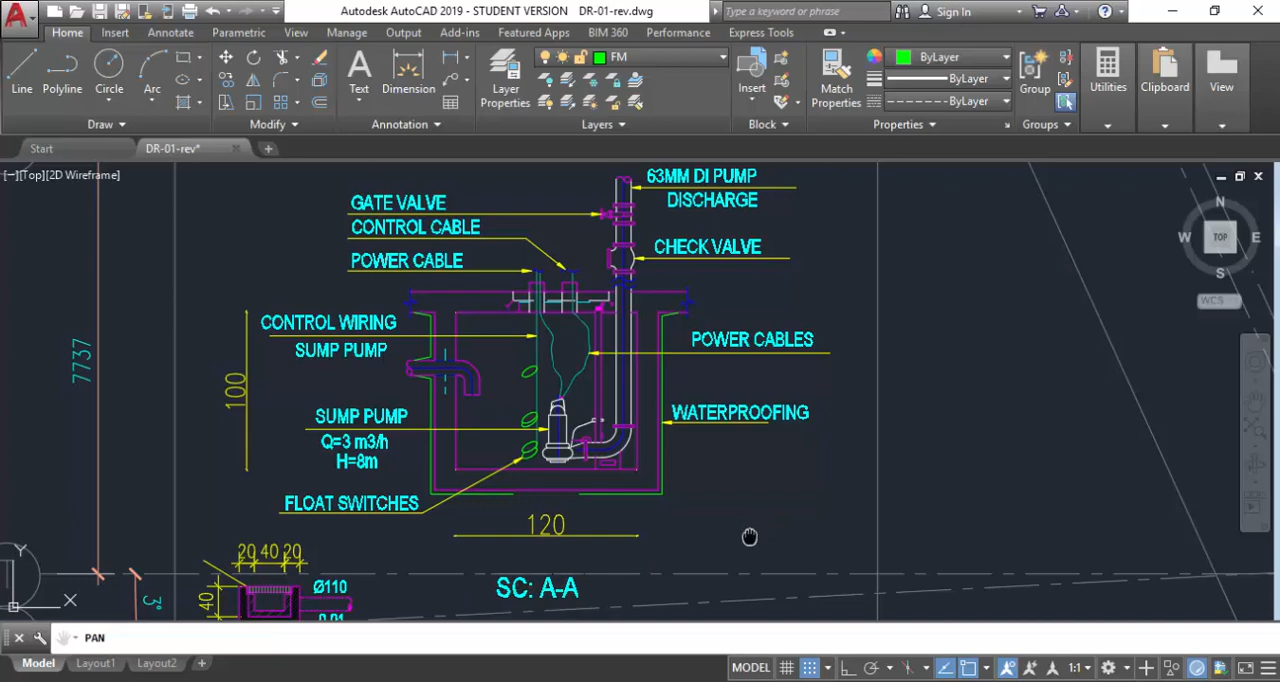 Autodesk AutoCAD 2019 - STUDENT VERSION DR-01-rev.dwg
Type a keyword or phrase
Sign In
Home Insert Annotate Parametric View Manage Output Add-ins Featured Apps BIM 360 Performance Express Tools
Line Polyline Circle Arc
Text Dimension
Layer Properties
FM
Insert
Match Properties
ByLayer
ByLayer
ByLayer
Group
Utilities
Clipboard
View
Draw Modify Annotation Layers Block Properties Groups
Start DR-01-rev*
[−][Top][2D Wireframe]
63MM DI PUMP
DISCHARGE
GATE VALVE
CONTROL CABLE
CHECK VALVE
POWER CABLE
CONTROL WIRING
SUMP PUMP
POWER CABLES
7737
100
SUMP PUMP
Q=3 m3/h
H=8m
WATERPROOFING
FLOAT SWITCHES
120
20 40 20
SC: A-A
Ø110
40
3°
N
W TOP E
S
WCS
Y
X
PAN
Model Layout1 Layout2
MODEL
1:1